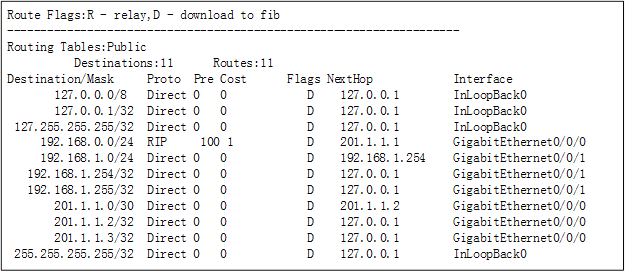 Route Flags:R - relay,D - download to fib
------------------------------------------------------------------
Routing Tables:Public
Destinations:11 Routes:11
Destination/Mask Proto Pre Cost Flags NextHop Interface
127.0.0.0/8 Direct 0 0 D 127.0.0.1 InLoopBack0
127.0.0.1/32 Direct 0 0 D 127.0.0.1 InLoopBack0
127.255.255.255/32 Direct 0 0 D 127.0.0.1 InLoopBack0
192.168.0.0/24 RIP 100 1 D 201.1.1.1 GigabitEthernet0/0/0
192.168.1.0/24 Direct 0 0 D 192.168.1.254 GigabitEthernet0/0/1
192.168.1.254/32 Direct 0 0 D 127.0.0.1 GigabitEthernet0/0/1
192.168.1.255/32 Direct 0 0 D 127.0.0.1 GigabitEthernet0/0/1
201.1.1.0/30 Direct 0 0 D 201.1.1.2 GigabitEthernet0/0/0
201.1.1.2/32 Direct 0 0 D 127.0.0.1 GigabitEthernet0/0/0
201.1.1.3/32 Direct 0 0 D 127.0.0.1 GigabitEthernet0/0/0
255.255.255.255/32 Direct 0 0 D 127.0.0.1 InLoopBack0